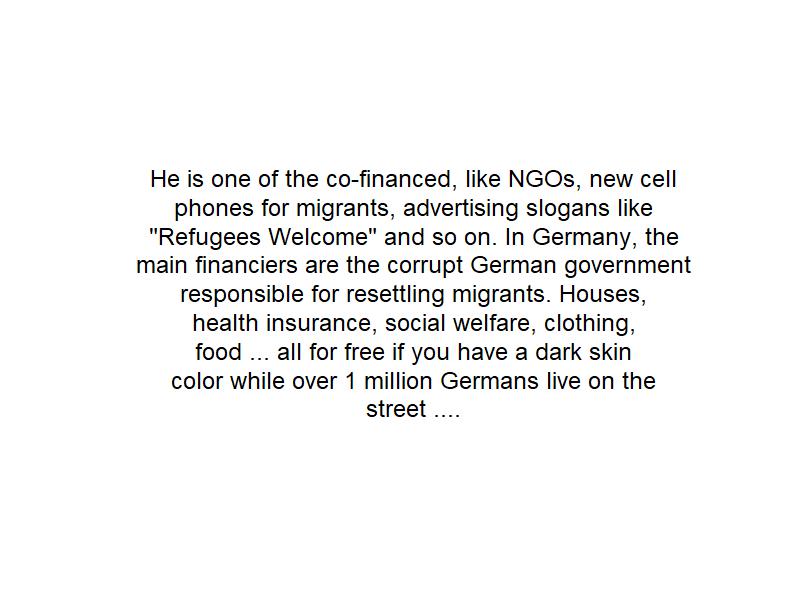 He is one of the co-financed, like NGOs, new cell
phones for migrants, advertising slogans like
"Refugees Welcome" and so on. In Germany, the
main financiers are the corrupt German government
responsible for resettling migrants. Houses,
health insurance, social welfare, clothing,
food ... all for free if you have a dark skin
color while over 1 million Germans live on the
street ....